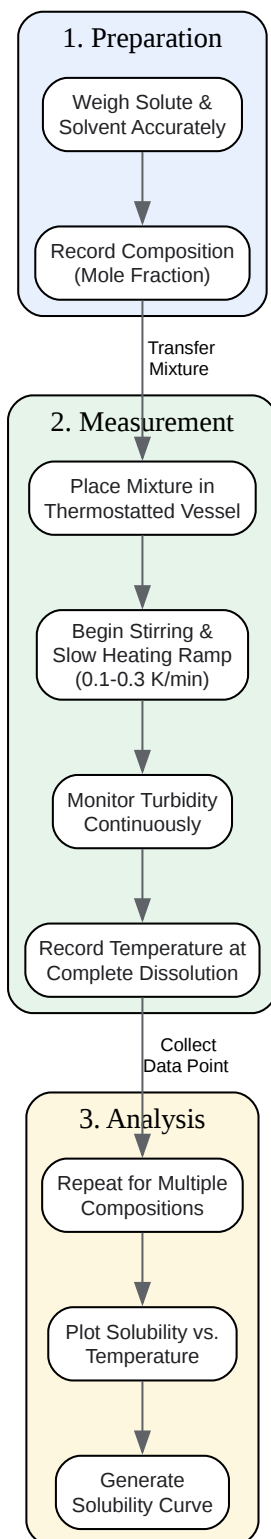 1. Preparation
Weigh Solute &
Solvent Accurately
Record Composition
(Mole Fraction)
Transfer
Mixture
2. Measurement
Place Mixture in
Thermostatted Vessel
Begin Stirring &
Slow Heating Ramp
(0.1-0.3 K/min)
Monitor Turbidity
Continuously
Record Temperature at
Complete Dissolution
Collect
Data Point
3. Analysis
Repeat for Multiple
Compositions
Plot Solubility vs.
Temperature
Generate
Solubility Curve